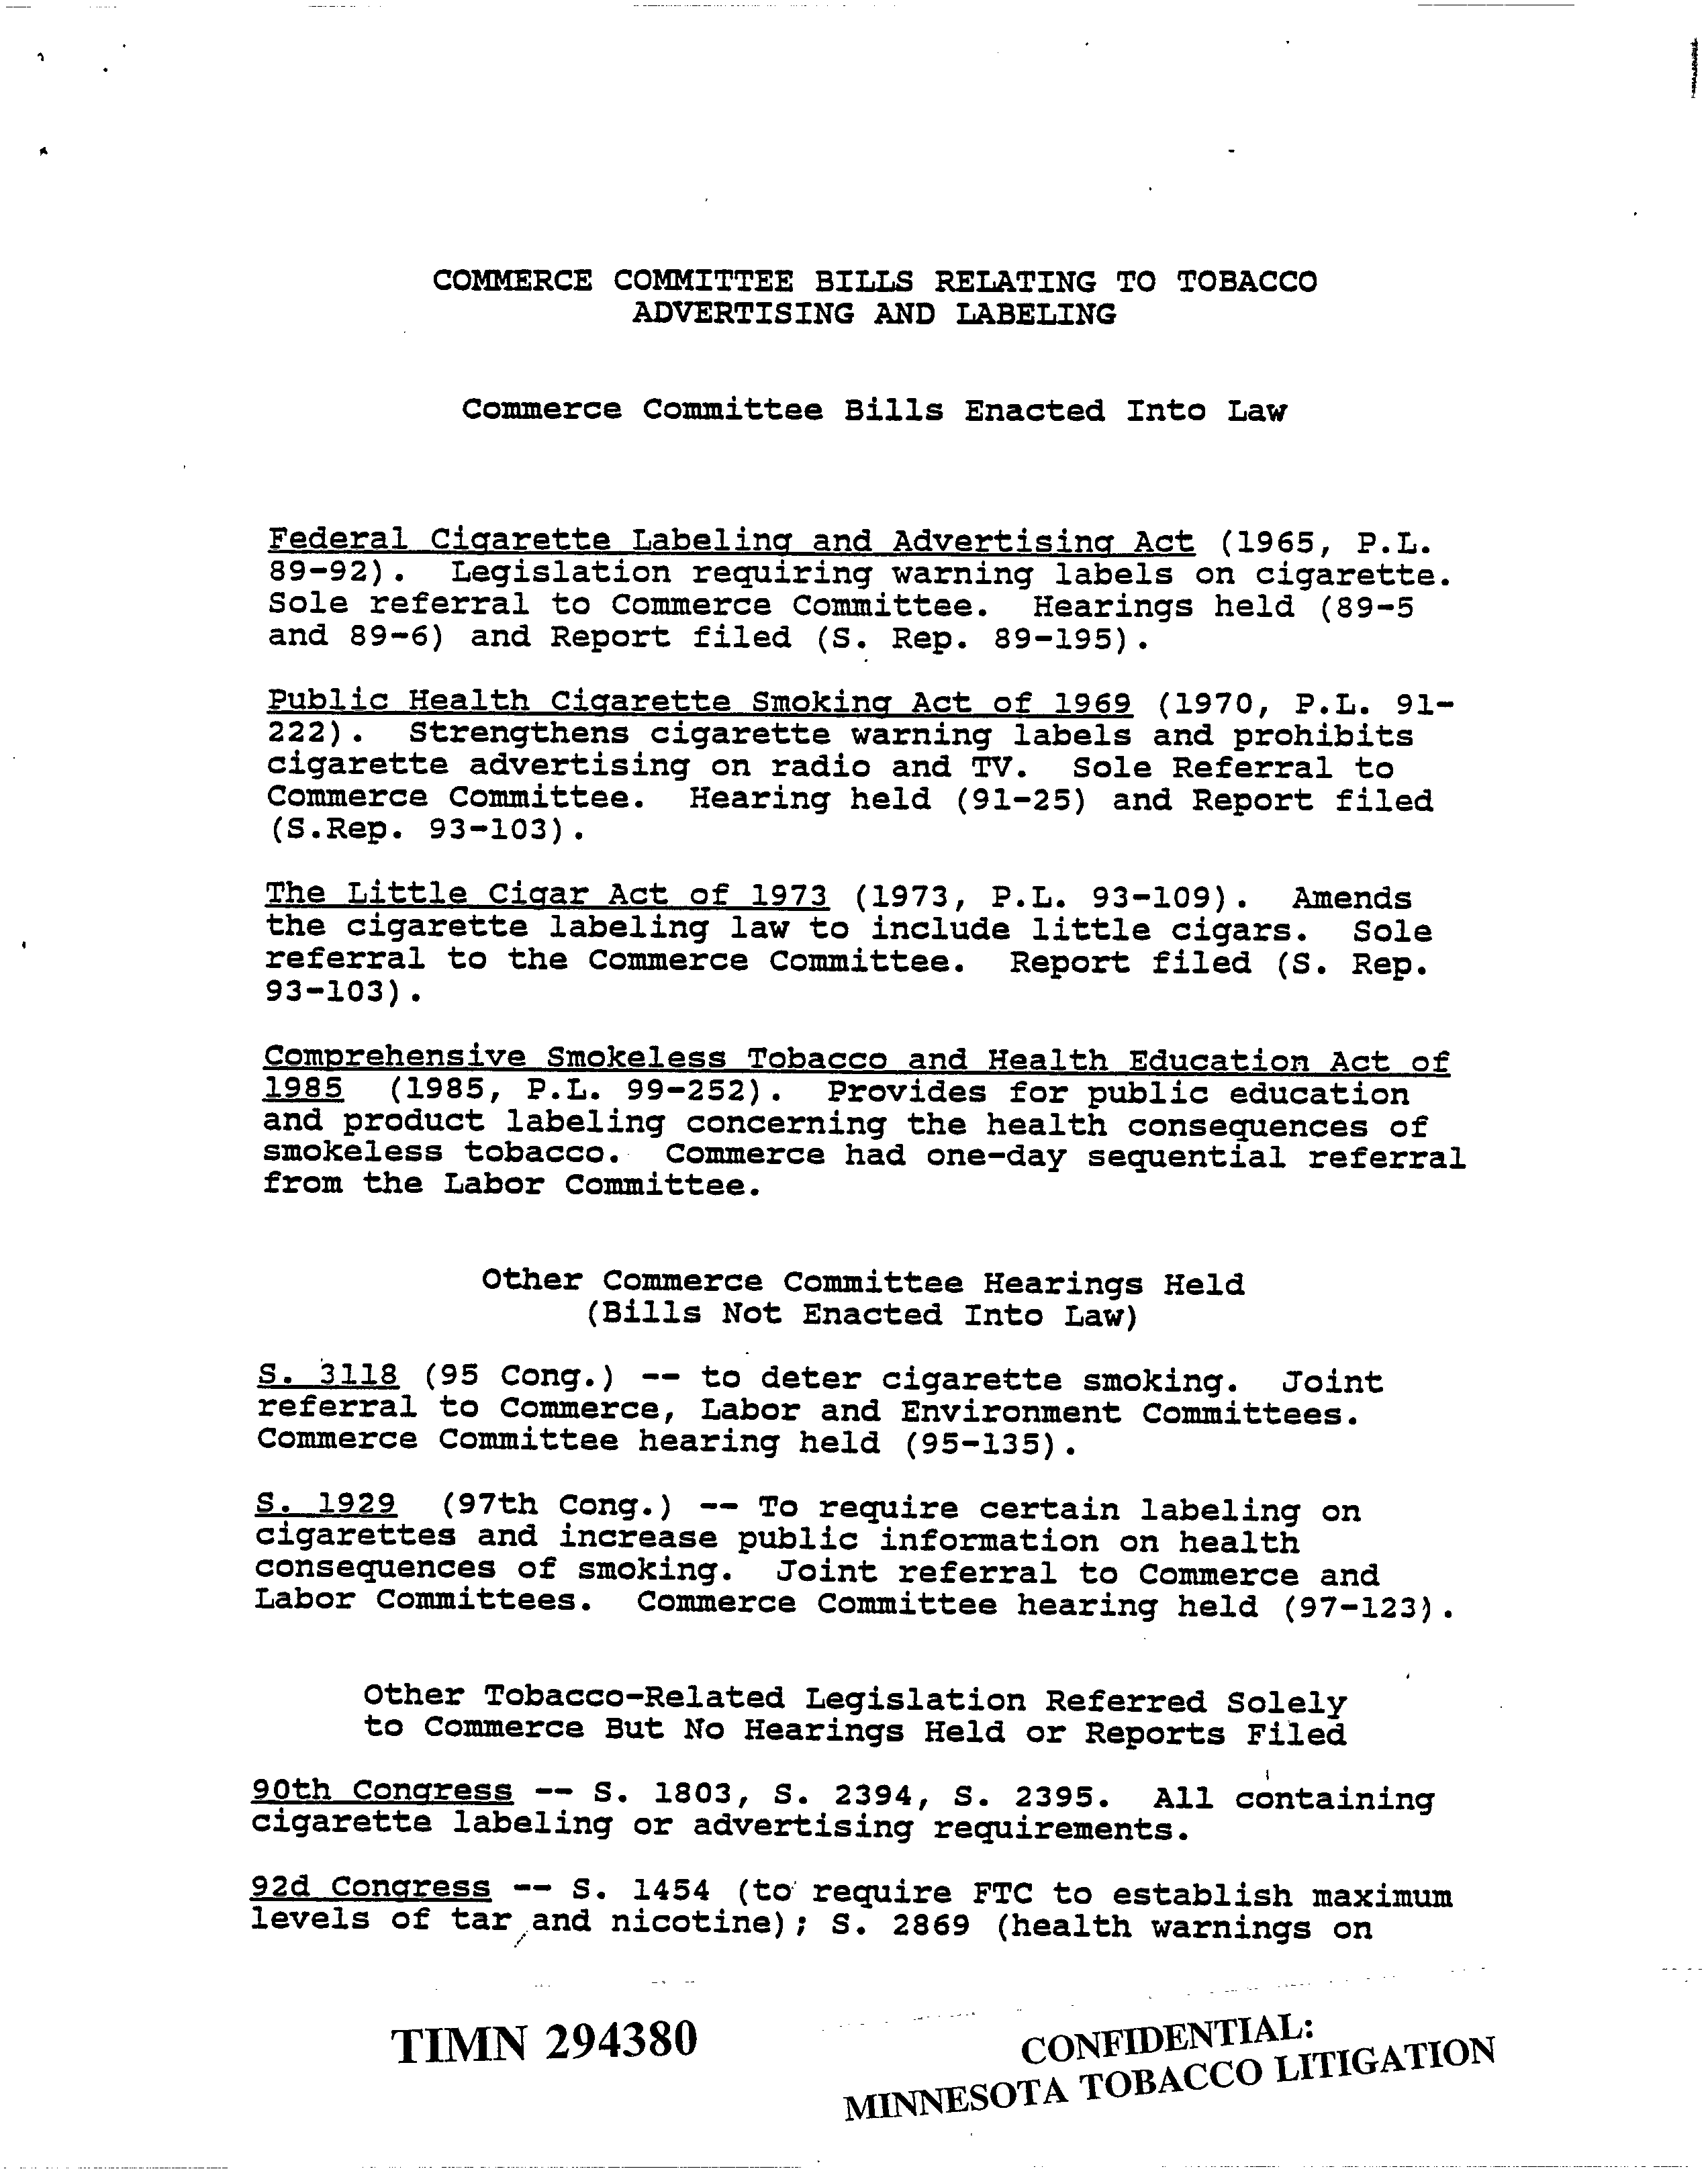 COMMERCE COMMITTEE BILLS RELATING TO TOBACCO
ADVERTISING AND LABELING
Commerce Committee Bills Enacted Into Law
Federal Cigarette Labeling and Advertising Act (1965, P.L.
89-92). Legislation requiring warning labels on cigarette.
Sole referral to Commerce Committee. Hearings held (89-5
and 89-6) and Report filed (S. Rep. 89-195).
Public Health Cigarette Smoking Act of 1969 (1970, P.L. 91-
222). Strengthens cigarette warning labels and prohibits
cigarette advertising on radio and TV. Sole Referral to
Commerce Committee. Hearing held (91-25) and Report filed
(S.Rep. 93-103).
The Little Cigar Act of 1973 (1973, P.L. 93-109). Amends
the cigarette labeling law to include little cigars. Sole
referral to the Commerce Committee. Report filed (S. Rep.
93-103).
Comprehensive Smokeless Tobacco and Health Education Act of
1985 (1985, P.L. 99-252). Provides for public education
and product labeling concerning the health consequences of
smokeless tobacco. Commerce had one-day sequential referral
from the Labor Committee.
Other Commerce Committee Hearings Held
(Bills Not Enacted Into Law)
S. 3118 (95 Cong.) -- to deter cigarette smoking. Joint
referral to Commerce, Labor and Environment Committees.
Commerce Committee hearing held (95-135).
S. 1929 (97th Cong.) -- To require certain labeling on
cigarettes and increase public information on health
consequences of smoking. Joint referral to Commerce and
Labor Committees. Commerce Committee hearing held (97-123).
Other Tobacco-Related Legislation Referred Solely
to Commerce But No Hearings Held or Reports Filed
90th Congress -- S. 1803, S. 2394, S. 2395. All containing
cigarette labeling or advertising requirements.
92d Congress -- S. 1454 (to require FTC to establish maximum
levels of tar and nicotine); S. 2869 (health warnings on
TIMN 294380
CONFIDENTIAL:
MINNESOTA TOBACCO LITIGATION